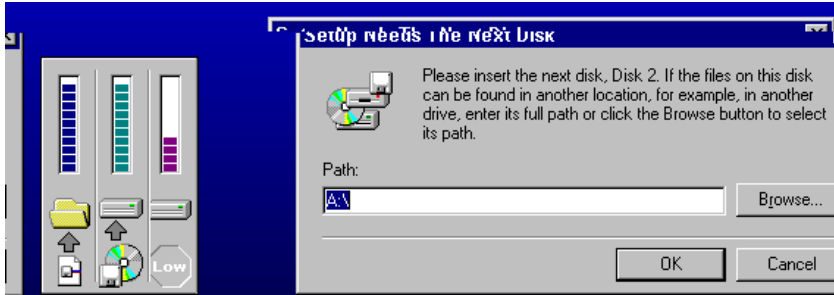 Setup Needs The Next Disk
Please insert the next disk, Disk 2. If the files on this disk
can be found in another location, for example, in another
drive, enter its full path or click the Browse button to select
its path.
Path:
A:\
Browse...
Low
OK
Cancel